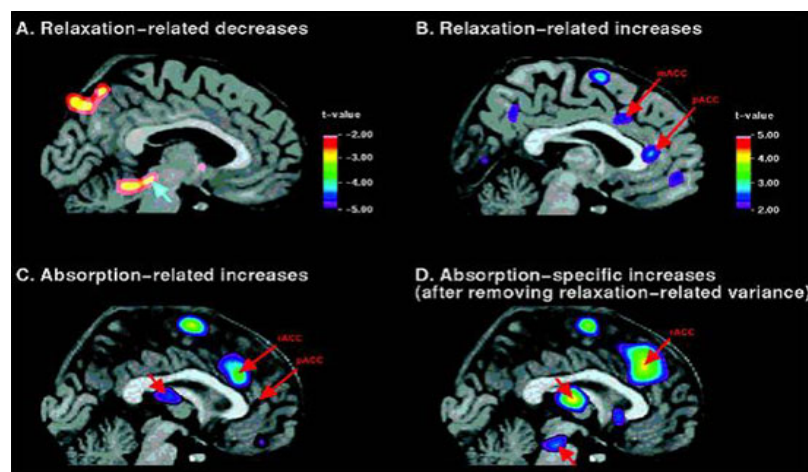 A. Relaxation-related decreases
B. Relaxation-related increases
mACC
pACC
t-value
-2.00
-3.00
-4.00
-5.00
t-value
5.00
4.00
3.00
2.00
C. Absorption-related increases
D. Absorption-specific increases
(after removing relaxation-related variance)
rACC
pACC
rACC